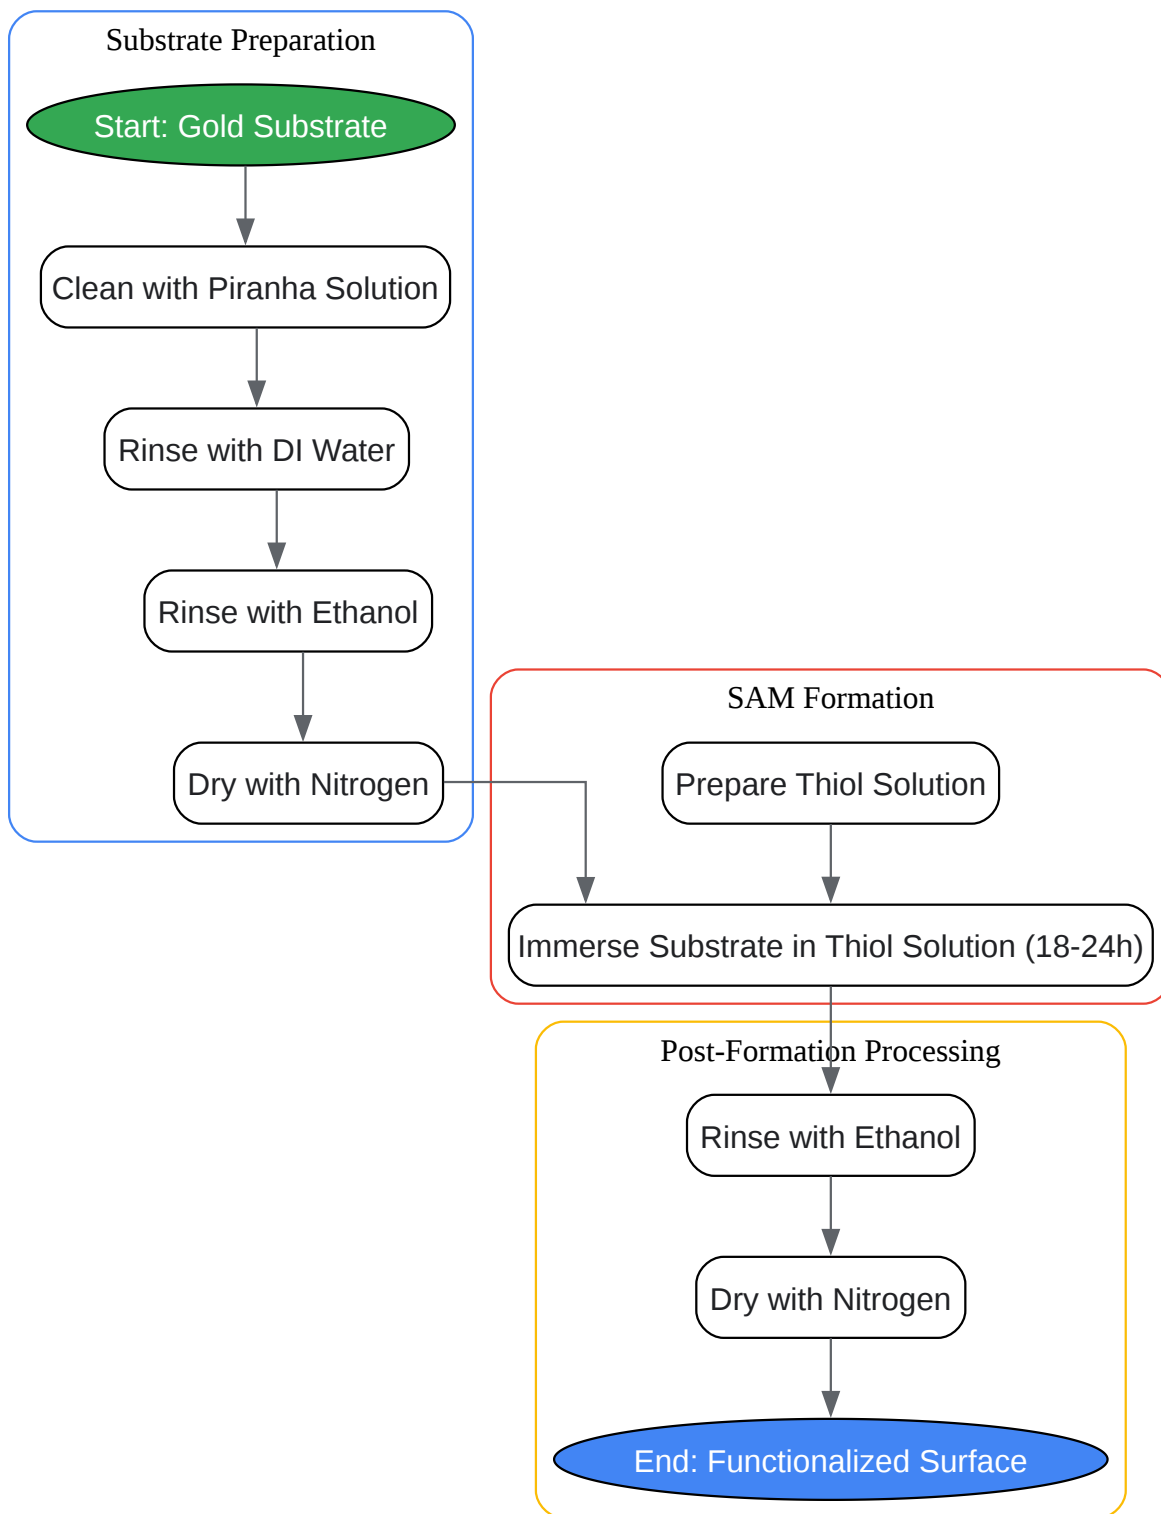 Substrate Preparation
Start: Gold Substrate
Clean with Piranha Solution
Rinse with DI Water
Rinse with Ethanol
Dry with Nitrogen
SAM Formation
Prepare Thiol Solution
Immerse Substrate in Thiol Solution (18-24h)
Post-Formation Processing
Rinse with Ethanol
Dry with Nitrogen
End: Functionalized Surface